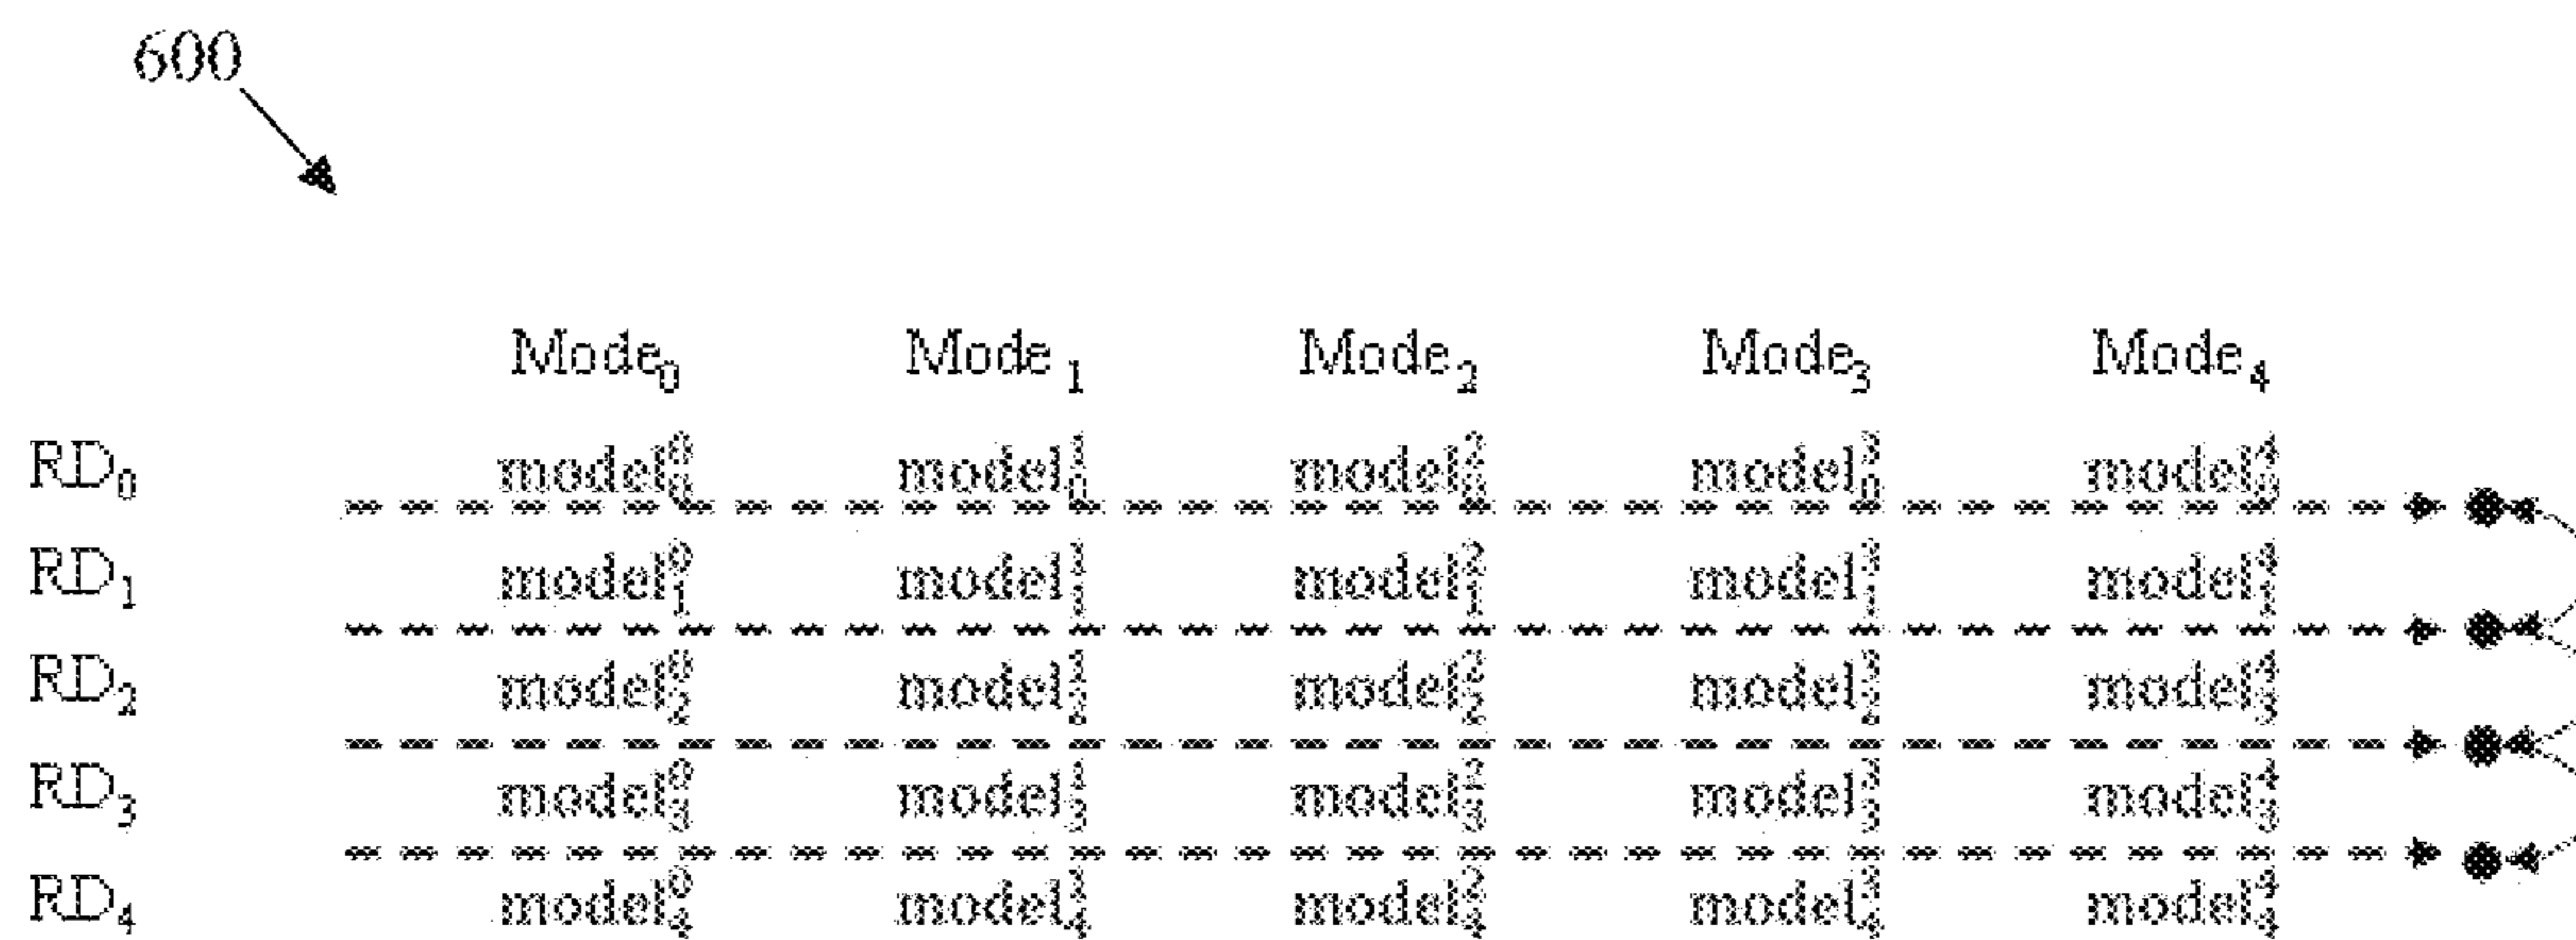 600
Mode₀ Mode₁ Mode₂ Mode₃ Mode₄
RD₀ model⁰₀ model¹₀ model²₀ model³₀ model⁴₀
RD₁ model⁰₁ model¹₁ model²₁ model³₁ model⁴₁
RD₂ model⁰₂ model¹₂ model²₂ model³₂ model⁴₃
RD₃ model⁰₃ model¹₃ model²₃ model³₃ model⁴₃
RD₄ model⁰₄ model¹₄ model²₄ model³₄ model⁴₄